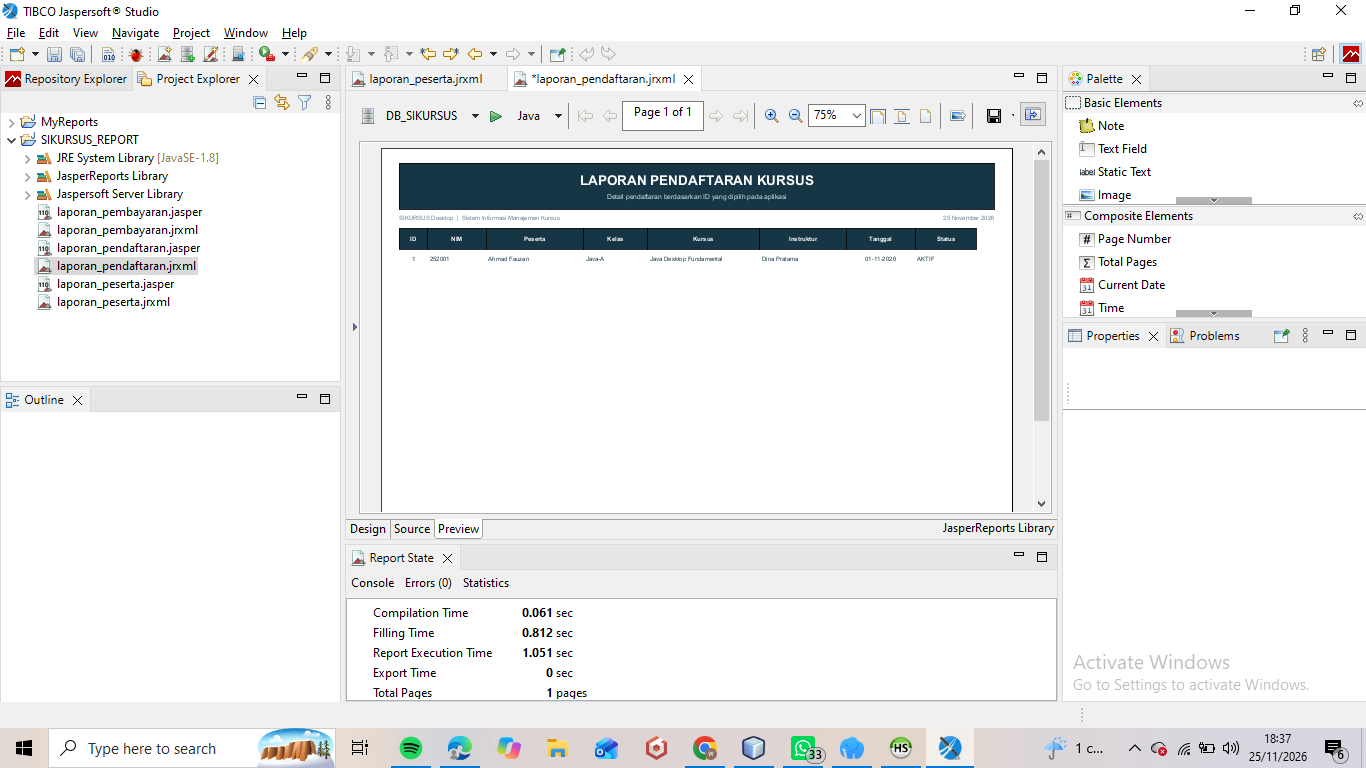 TIBCO Jaspersoft® Studio
File Edit View Navigate Project Window Help
Repository Explorer Project Explorer
MyReports
SIKURSUS_REPORT
JRE System Library [JavaSE-1.8]
JasperReports Library
Jaspersoft Server Library
laporan_pembayaran.jasper
laporan_pembayaran.jrxml
laporan_pendaftaran.jasper
laporan_pendaftaran.jrxml
laporan_peserta.jasper
laporan_peserta.jrxml
Outline
laporan_peserta.jrxml *laporan_pendaftaran.jrxml
DB_SIKURSUS Java Page 1 of 1 75%
LAPORAN PENDAFTARAN KURSUS
Detail pendaftaran berdasarkan ID yang dipilih pada aplikasi
SIKURSUS Desktop | Sistem Informasi Manajemen Kursus 25 November 2026
ID NIM Peserta Kelas Kursus Instruktur Tanggal Status
1 252001 Ahmad Fauzan Java-A Java Desktop Fundamental Dina Pratama 01-11-2026 AKTIF
Design Source Preview JasperReports Library
Report State
Console Errors (0) Statistics
Compilation Time 0.061 sec
Filling Time 0.812 sec
Report Execution Time 1.051 sec
Export Time 0 sec
Total Pages 1 pages
Palette
Basic Elements
Note
Text Field
label Static Text
Image
Composite Elements
# Page Number
Σ Total Pages
31 Current Date
31 Time
Properties Problems
Activate Windows
Go to Settings to activate Windows.
Type here to search
33
HS
1 c...
18:37
25/11/2026
6